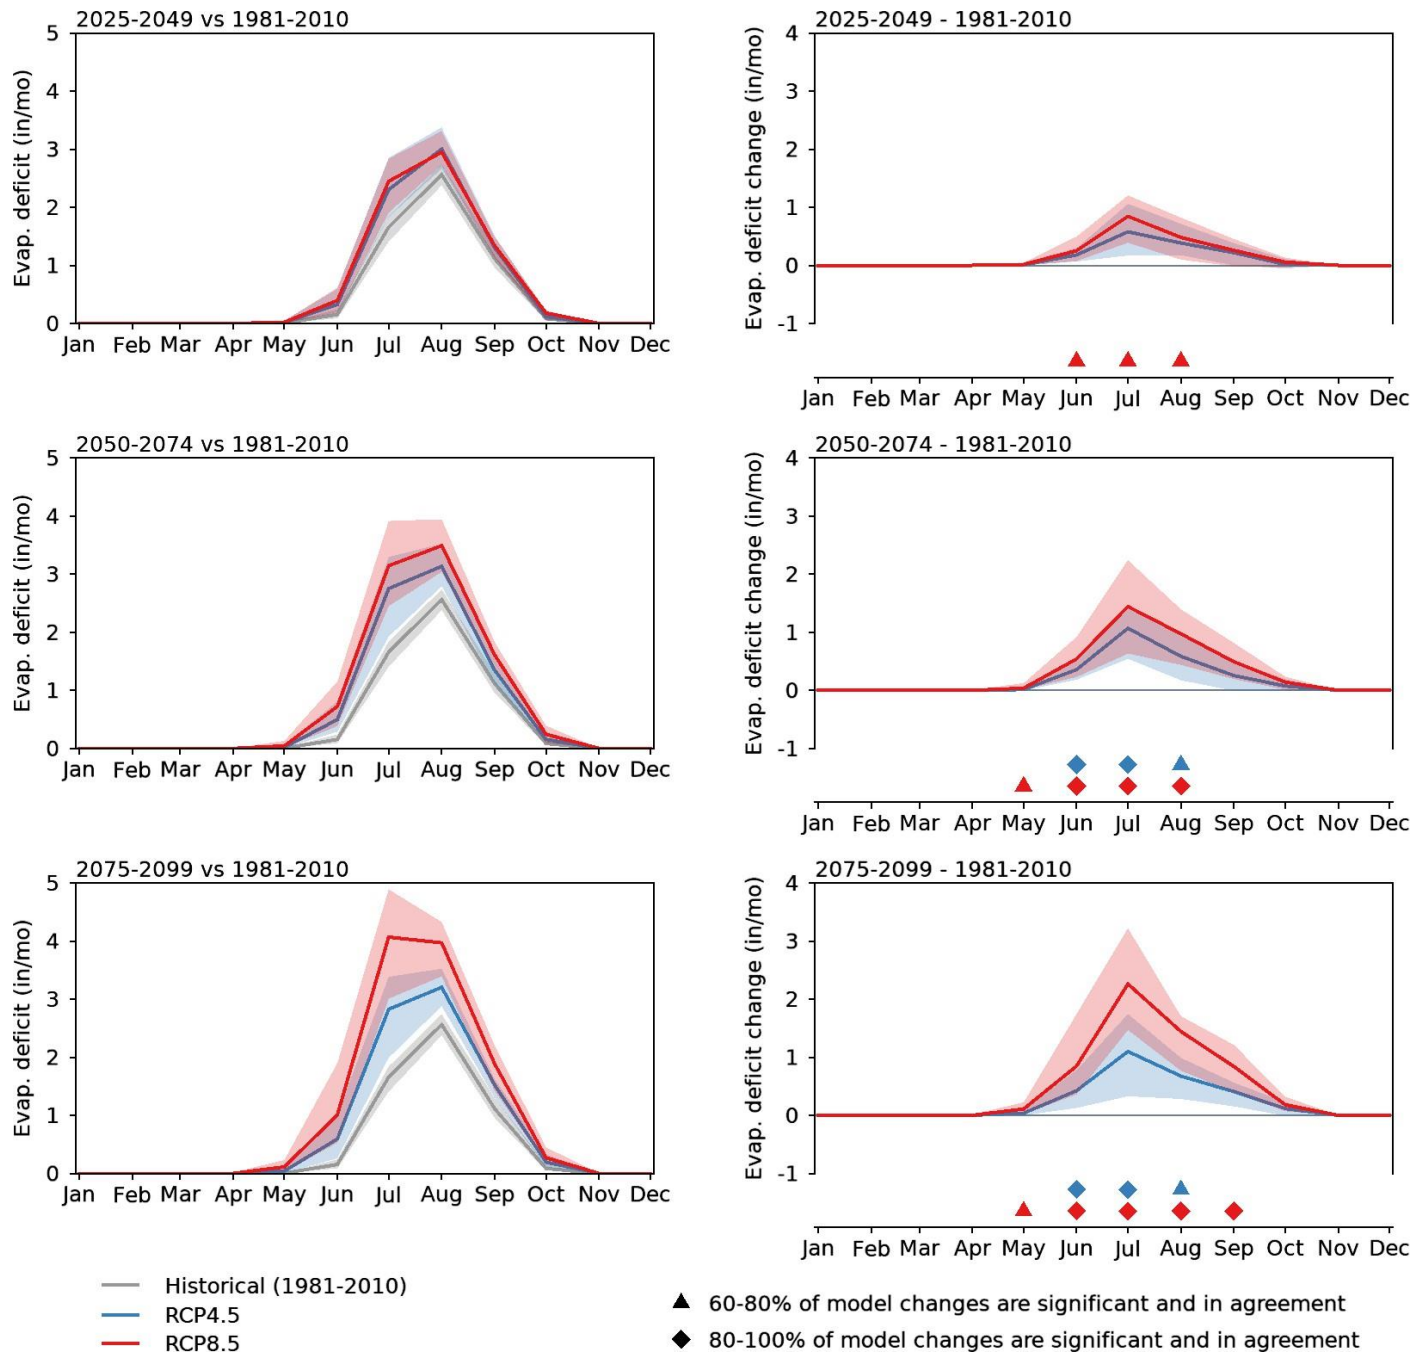 2025-2049 vs 1981-2010
Evap. deficit (in/mo)
5
4
3
2
1
0
Jan Feb Mar Apr May Jun Jul Aug Sep Oct Nov Dec
2025-2049 - 1981-2010
Evap. deficit change (in/mo)
4
3
2
1
0
-1
Jan Feb Mar Apr May Jun Jul Aug Sep Oct Nov Dec
2050-2074 vs 1981-2010
Evap. deficit (in/mo)
5
4
3
2
1
0
Jan Feb Mar Apr May Jun Jul Aug Sep Oct Nov Dec
2050-2074 - 1981-2010
Evap. deficit change (in/mo)
4
3
2
1
0
-1
Jan Feb Mar Apr May Jun Jul Aug Sep Oct Nov Dec
2075-2099 vs 1981-2010
Evap. deficit (in/mo)
5
4
3
2
1
0
Jan Feb Mar Apr May Jun Jul Aug Sep Oct Nov Dec
2075-2099 - 1981-2010
Evap. deficit change (in/mo)
4
3
2
1
0
-1
Jan Feb Mar Apr May Jun Jul Aug Sep Oct Nov Dec
Historical (1981-2010)
RCP4.5
RCP8.5
60-80% of model changes are significant and in agreement
80-100% of model changes are significant and in agreement